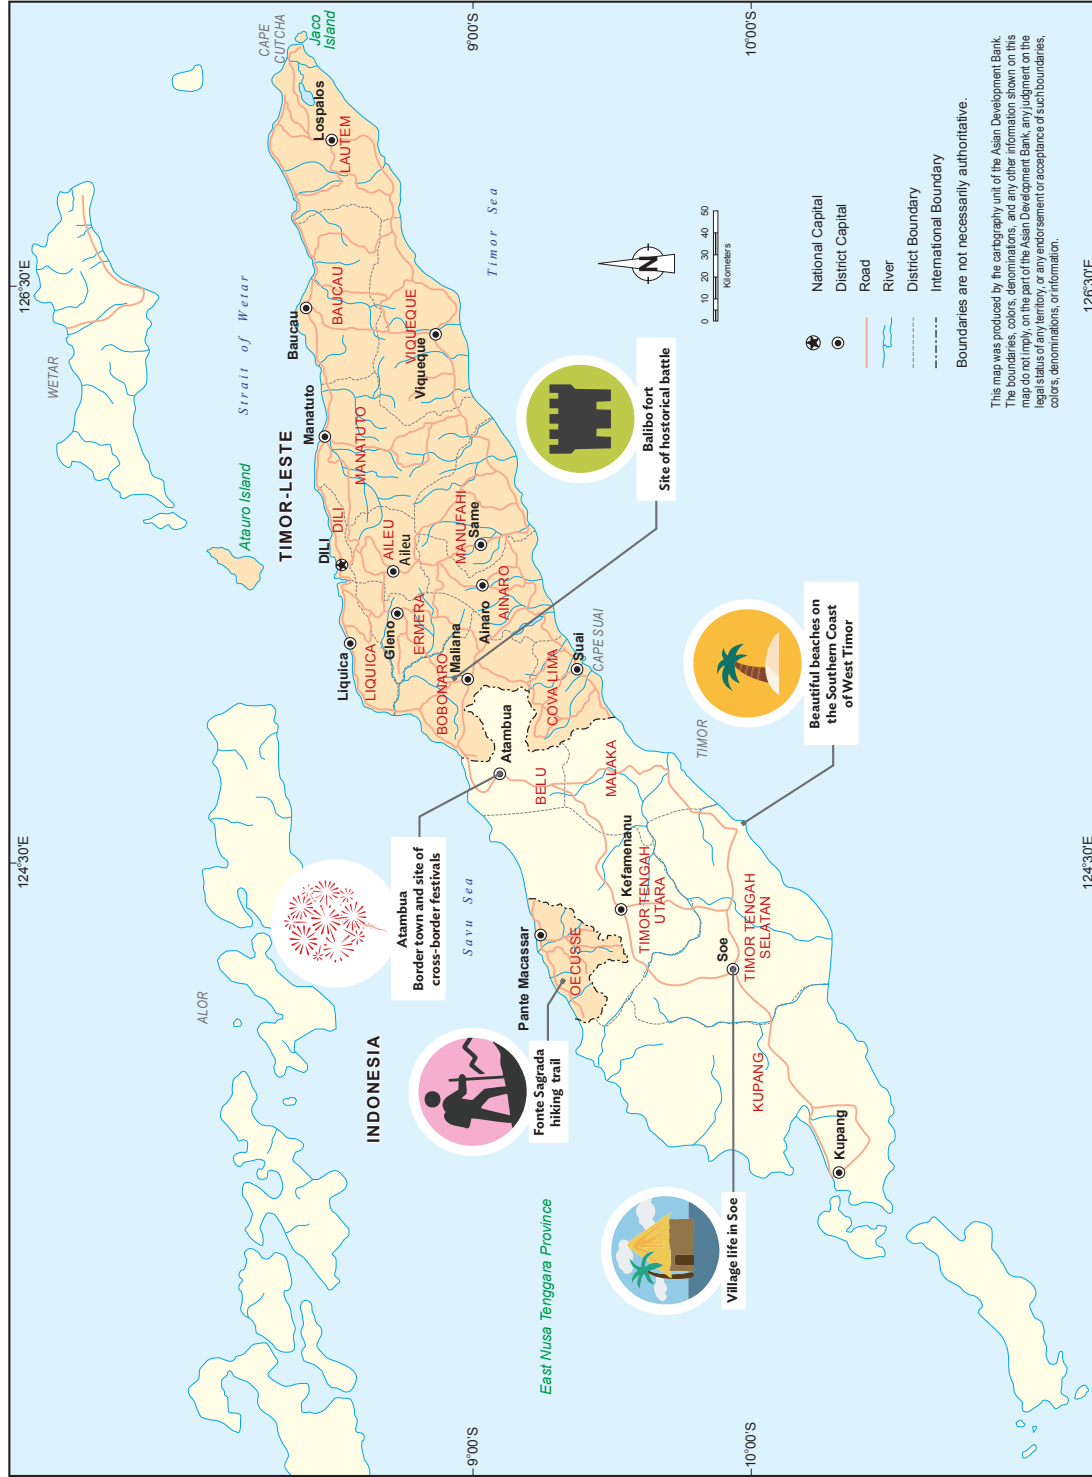 124°30'E
126°30'E
9°00'S
9°00'S
10°00'S
10°00'S
124°30'E
126°30'E
WETAR
ALOR
Strait of Wetar
Atauro Island
CAPE
CUTCHA
Jaco
Island
TIMOR-LESTE
INDONESIA
Savu Sea
Timor Sea
TIMOR
CAPE SUAI
East Nusa Tenggara Province
DILI
DILI
Liquica
LIQUICA
Manatuto
MANATUTO
Baucau
BAUCAU
Lospalos
LAUTEM
Viqueque
VIQUEQUE
AILEU
Aileu
Gleno
ERMERA
MANUFAHI
Same
Ainaro
AINARO
Maliana
BOBONARO
COVA-LIMA
Suai
Atambua
BELU
MALAKA
Kefamenanu
TIMOR TENGAH
UTARA
Pante Macassar
OECUSSE
Soe
TIMOR TENGAH
SELATAN
KUPANG
Kupang
Atambua
Border town and site of
cross-border festivals
Fonte Sagrada
hiking trail
Village life in Soe
Balibo fort
Site of hostorical battle
Beautiful beaches on
the Southern Coast
of West Timor
N
0 10 20 30 40 50
Kilometers
National Capital
District Capital
Road
River
District Boundary
International Boundary
Boundaries are not necessarily authoritative.
This map was produced by the cartography unit of the Asian Development Bank.
The boundaries, colors, denominations, and any other information shown on this
map do not imply, on the part of the Asian Development Bank, any judgment on the
legal status of any territory, or any endorsement or acceptance of such boundaries,
colors, denominations, or information.